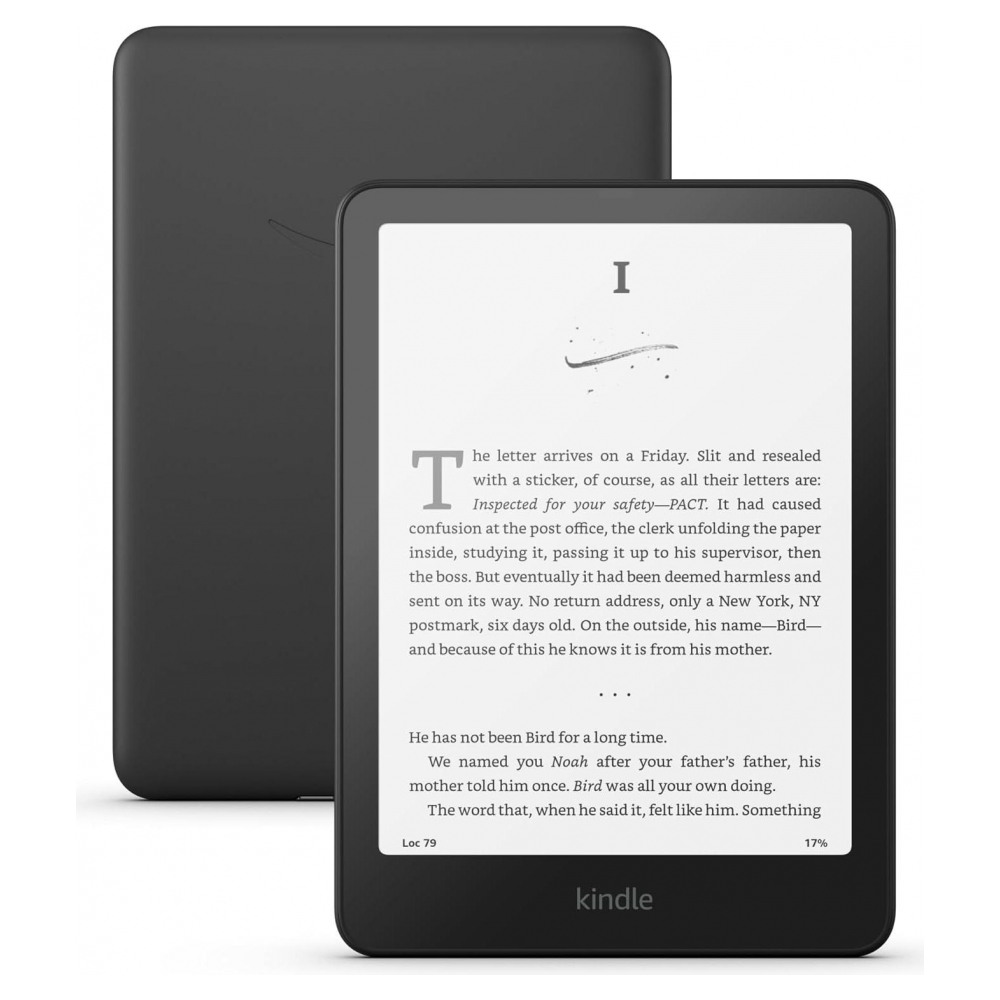 I
The letter arrives on a Friday. Slit and resealed
with a sticker, of course, as all their letters are:
Inspected for your safety—PACT. It had caused
confusion at the post office, the clerk unfolding the paper
inside, studying it, passing it up to his supervisor, then
the boss. But eventually it had been deemed harmless and
sent on its way. No return address, only a New York, NY
postmark, six days old. On the outside, his name—Bird—
and because of this he knows it is from his mother.
. . .
He has not been Bird for a long time.
We named you Noah after your father’s father, his
mother told him once. Bird was all your own doing.
The word that, when he said it, felt like him. Something
Loc 79 17%
kindle